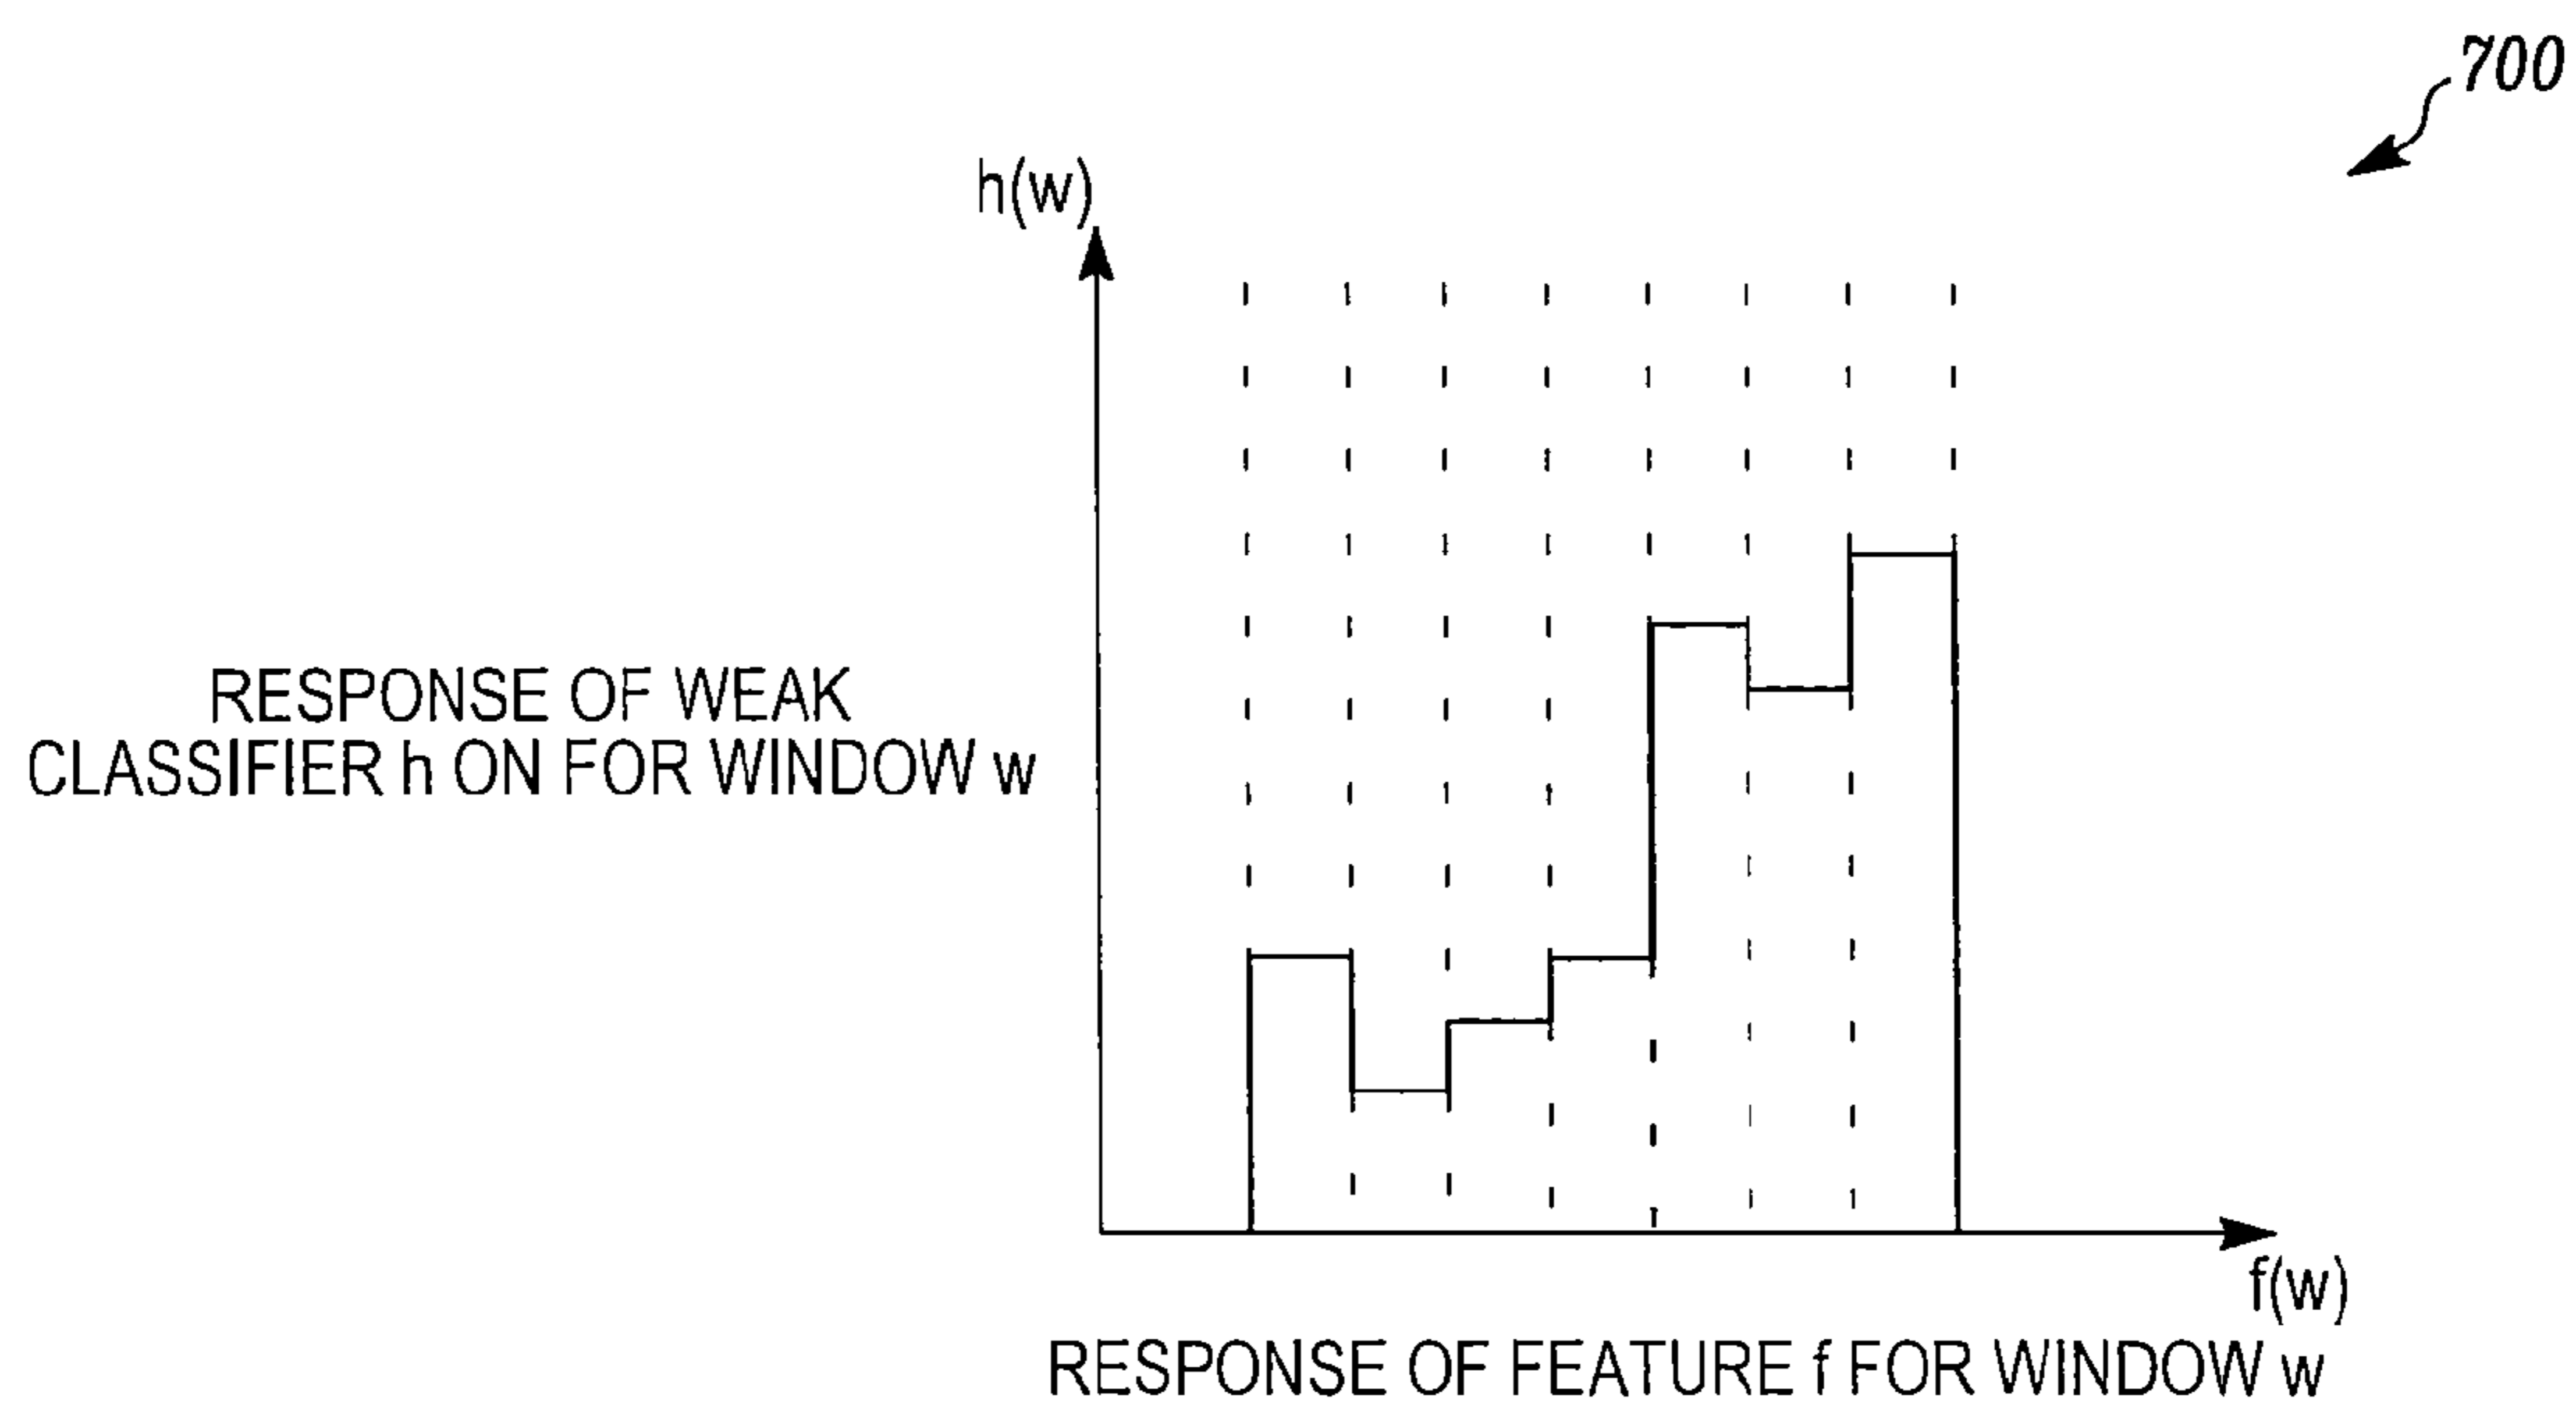 700
h(w)
RESPONSE OF WEAK
CLASSIFIER h ON FOR WINDOW w
f(w)
RESPONSE OF FEATURE f FOR WINDOW w